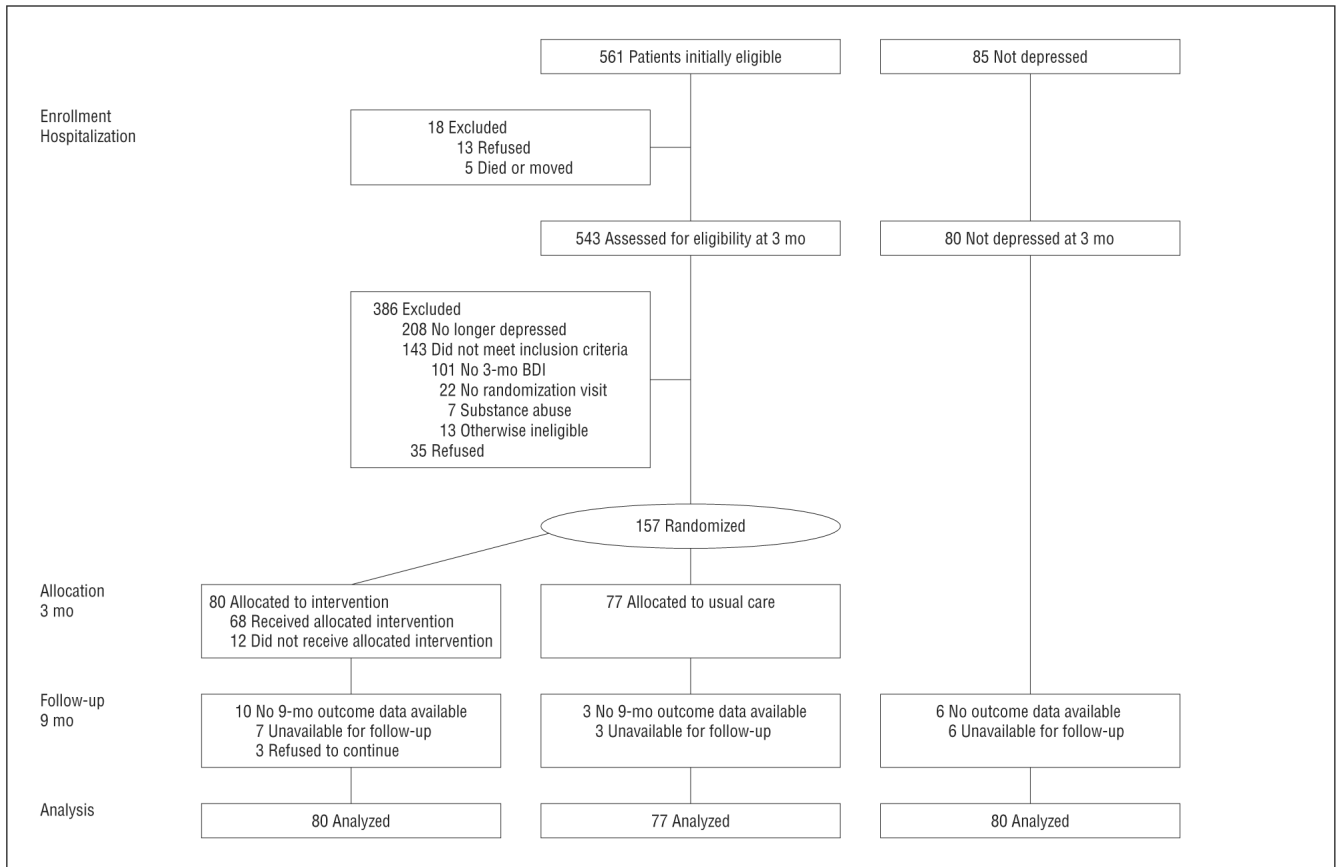 561 Patients initially eligible
85 Not depressed
Enrollment
Hospitalization
18 Excluded
13 Refused
5 Died or moved
543 Assessed for eligibility at 3 mo
80 Not depressed at 3 mo
386 Excluded
208 No longer depressed
143 Did not meet inclusion criteria
101 No 3-mo BDI
22 No randomization visit
7 Substance abuse
13 Otherwise ineligible
35 Refused
157 Randomized
Allocation
3 mo
80 Allocated to intervention
68 Received allocated intervention
12 Did not receive allocated intervention
77 Allocated to usual care
Follow-up
9 mo
10 No 9-mo outcome data available
7 Unavailable for follow-up
3 Refused to continue
3 No 9-mo outcome data available
3 Unavailable for follow-up
6 No outcome data available
6 Unavailable for follow-up
Analysis
80 Analyzed
77 Analyzed
80 Analyzed